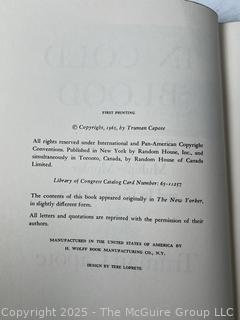 FIRST PRINTING
© Copyright, 1965, by Truman Capote
All rights reserved under International and Pan-American Copyright
Conventions. Published in New York by Random House, Inc., and
simultaneously in Toronto, Canada, by Random House of Canada
Limited.
Library of Congress Catalog Card Number: 65-11257
The contents of this book appeared originally in The New Yorker,
in slightly different form.
All letters and quotations are reprinted with the permission of their
authors.
MANUFACTURED IN THE UNITED STATES OF AMERICA BY
H. WOLFF BOOK MANUFACTURING CO., N.Y.
DESIGN BY TERE LOPRETE
Copyright 2025 - The McGuire Group LLC